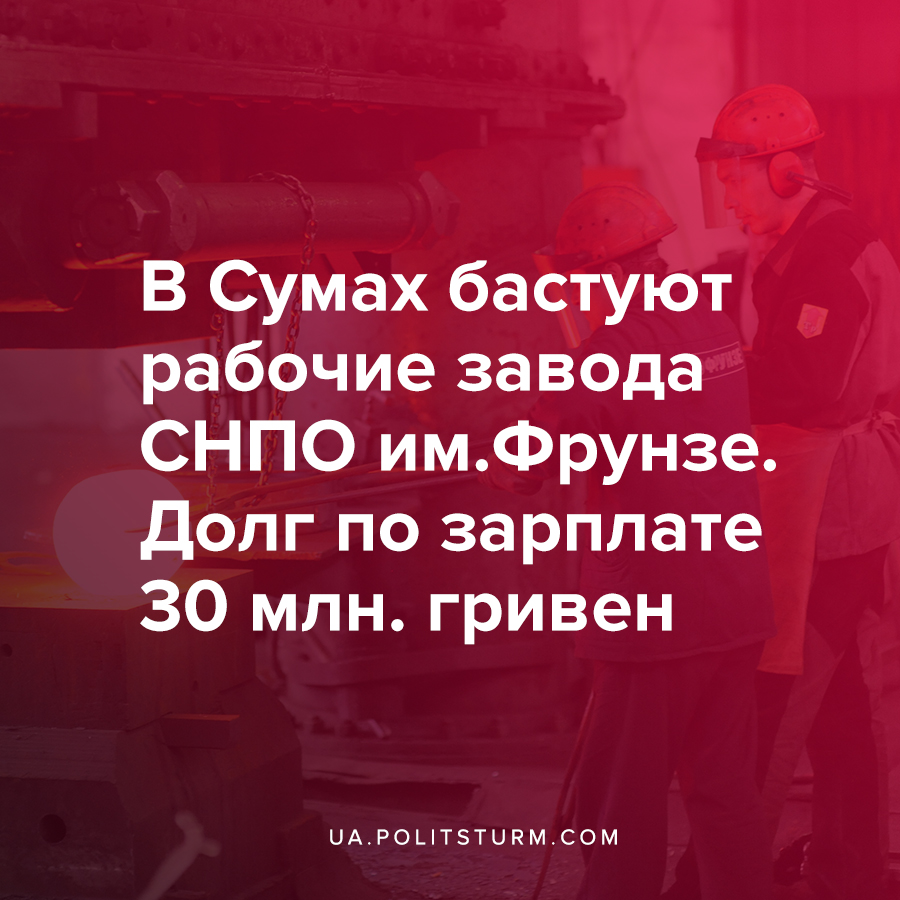 В Сумах бастуют
рабочие завода
СНПО им.Фрунзе.
Долг по зарплате
30 млн. гривен
UA.POLITSTURM.COM